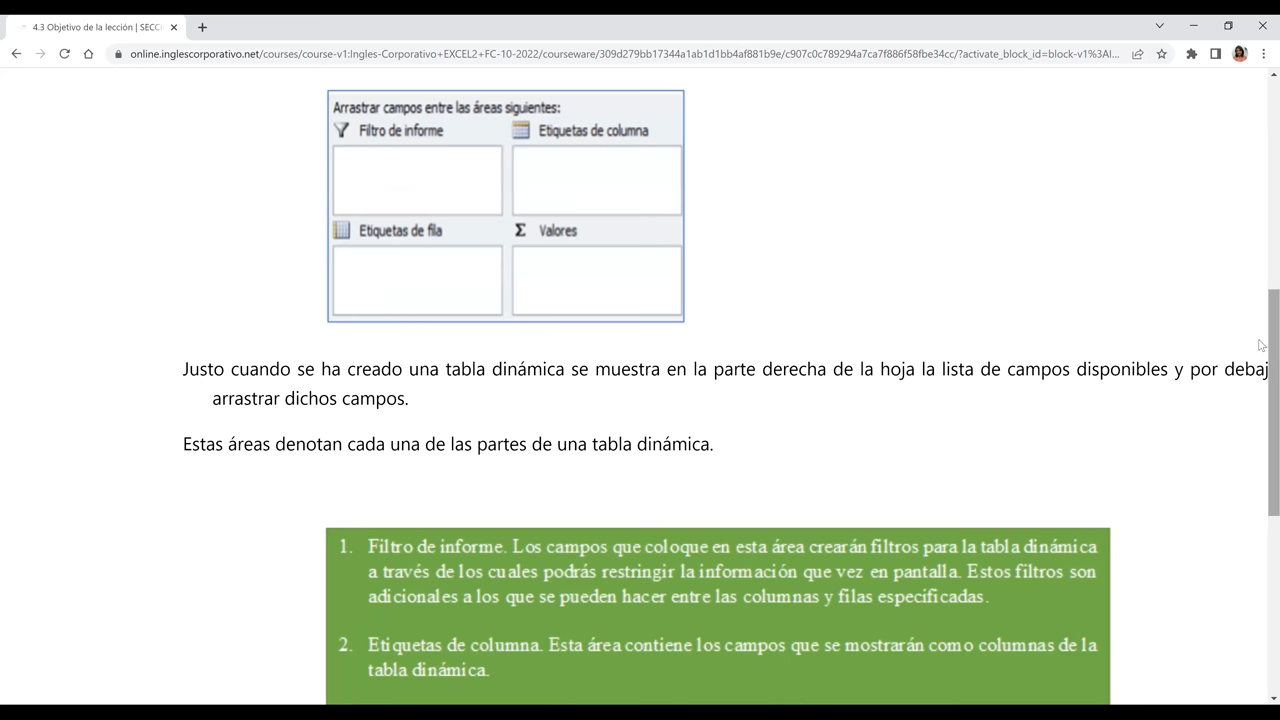 4.3 Objetivo de la lección | SECCI
online.inglescorporativo.net/courses/course-v1:Ingles-Corporativo+EXCEL2+FC-10-2022/courseware/309d279bb17344a1ab1d1bb4af881b9e/c907c0c789294a7ca7f886f58fbe34cc/?activate_block_id=block-v1%3AI...
Arrastrar campos entre las áreas siguientes:
Filtro de informe
Etiquetas de columna
Etiquetas de fila
Σ Valores
Justo cuando se ha creado una tabla dinámica se muestra en la parte derecha de la hoja la lista de campos disponibles y por debaj
arrastrar dichos campos.
Estas áreas denotan cada una de las partes de una tabla dinámica.
1. Filtro de informe. Los campos que coloque en esta área crearán filtros para la tabla dinámica
a través de los cuales podrás restringir la información que vez en pantalla. Estos filtros son
adicionales a los que se pueden hacer entre las columnas y filas especificadas.
2. Etiquetas de columna. Esta área contiene los campos que se mostrarán como columnas de la
tabla dinámica.